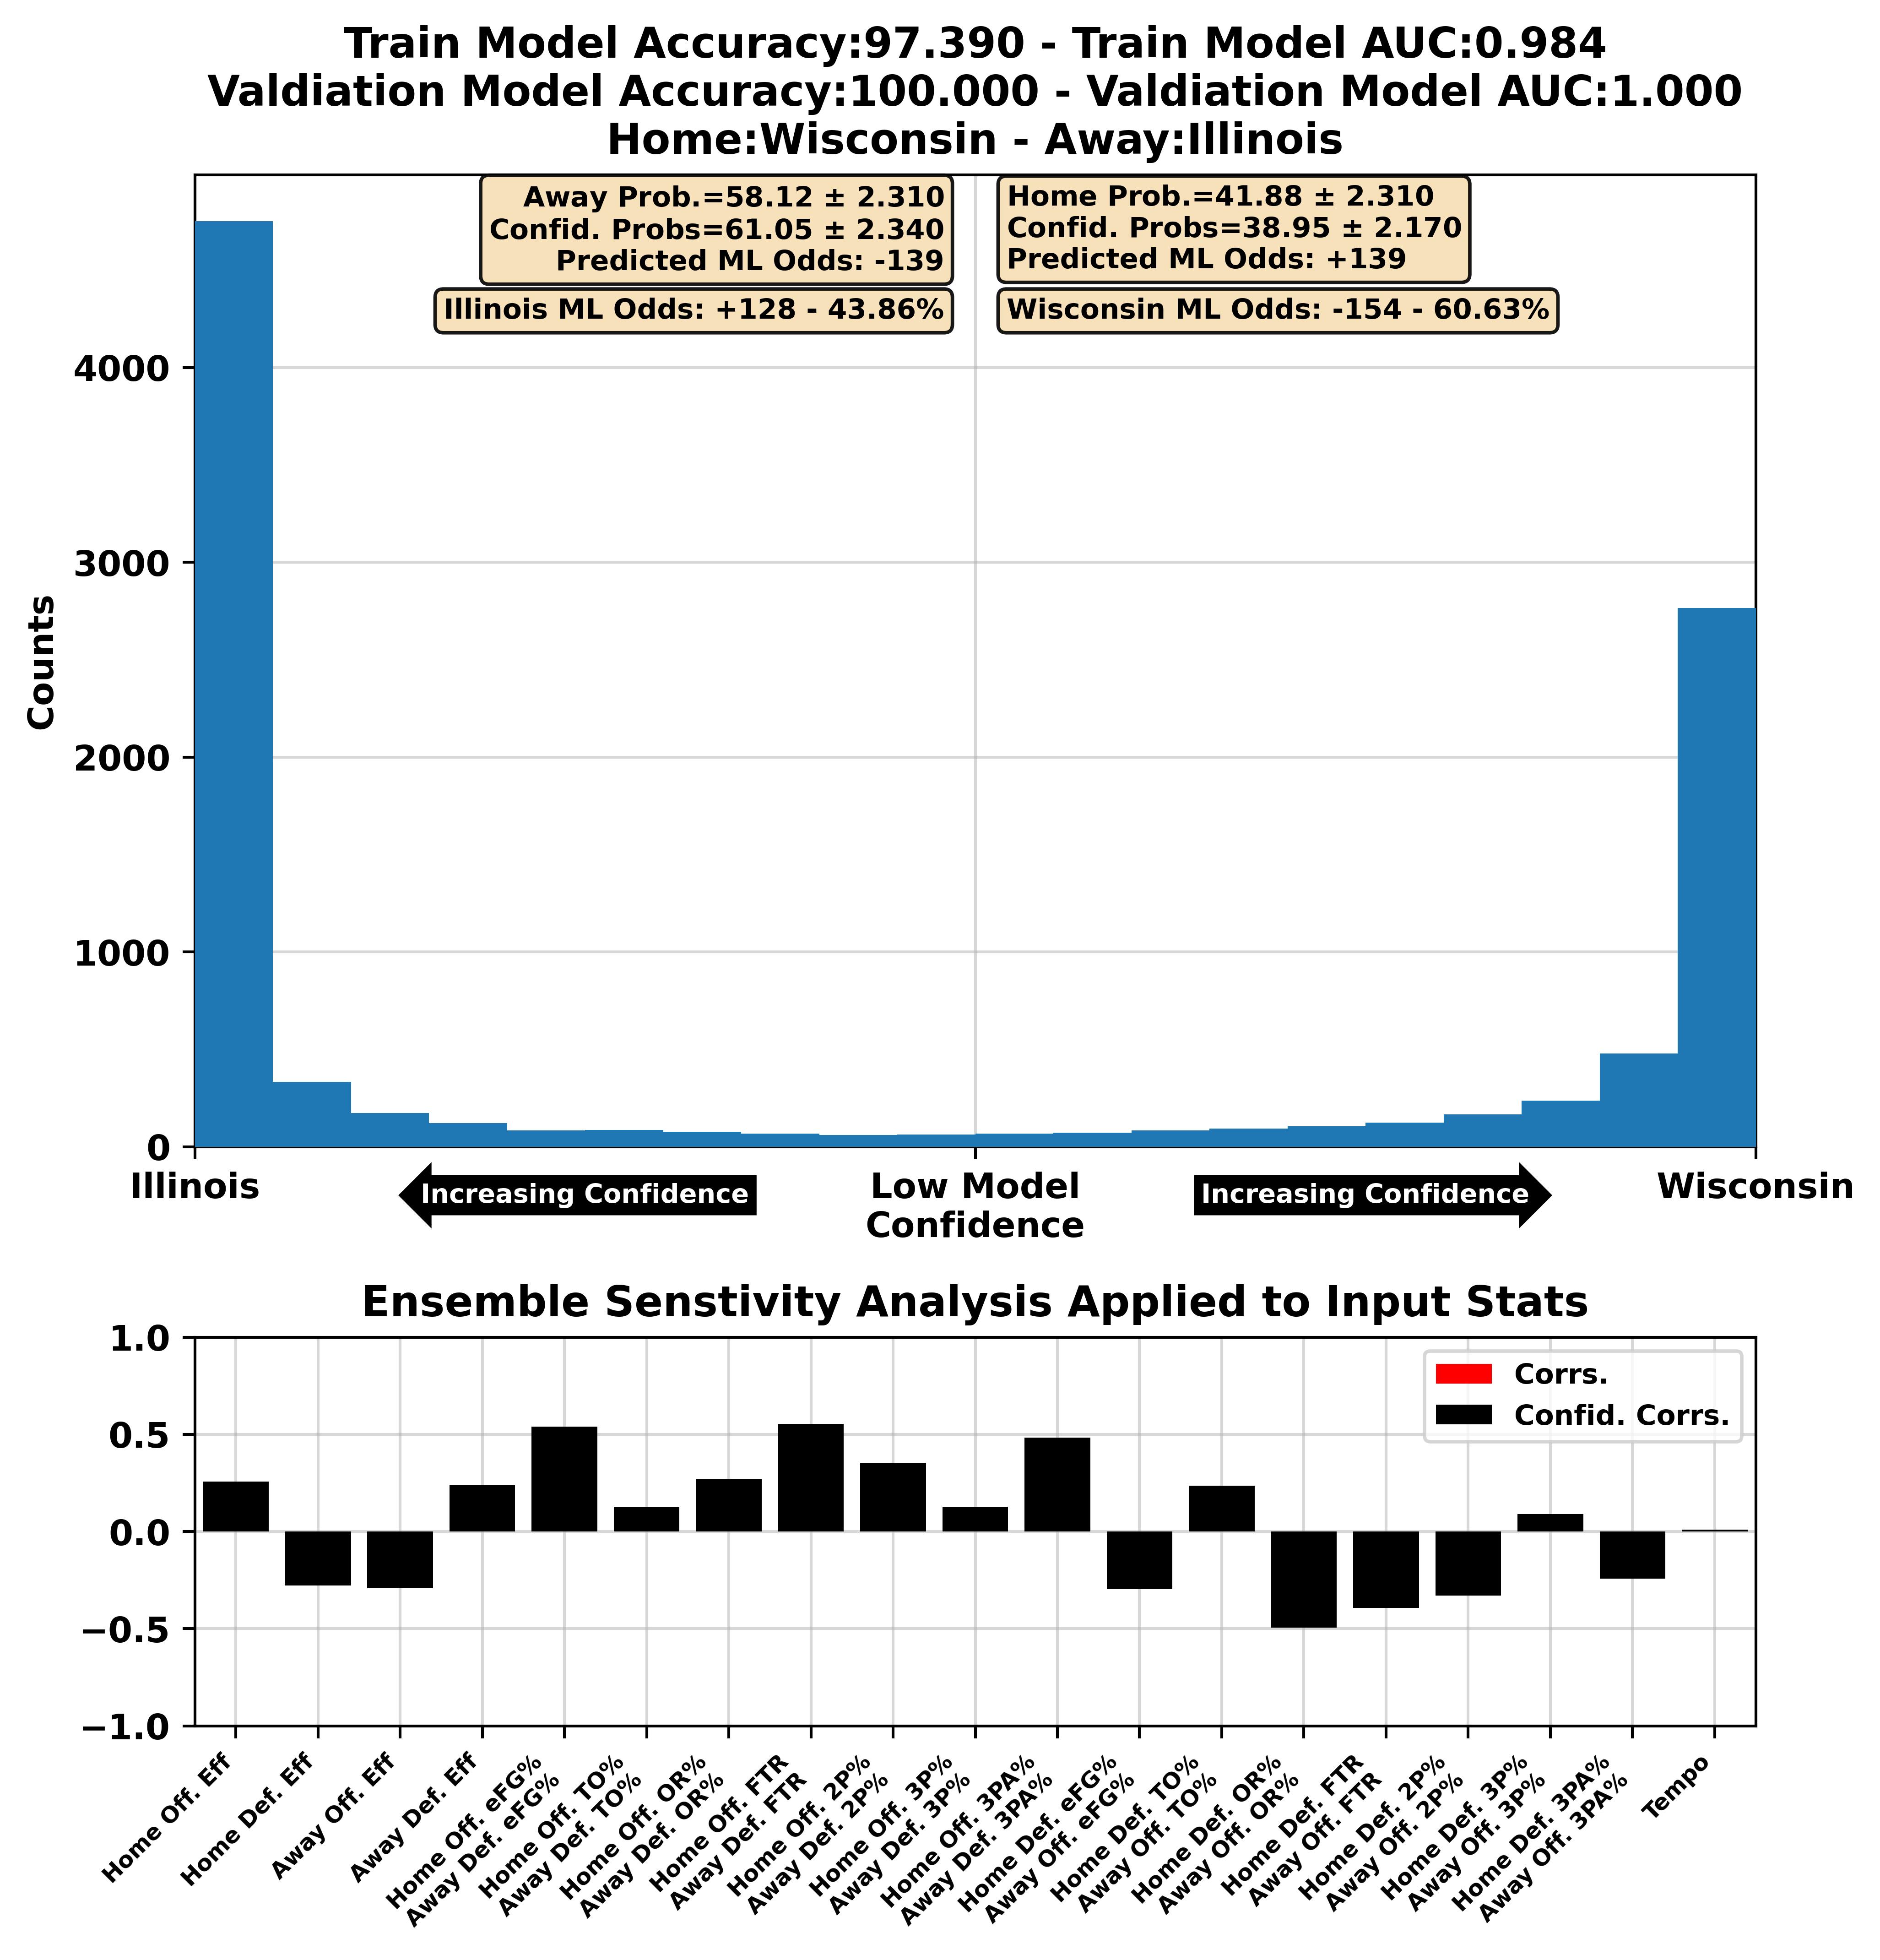 Train Model Accuracy:97.390 - Train Model AUC:0.984
Valdiation Model Accuracy:100.000 - Valdiation Model AUC:1.000
Home:Wisconsin - Away:Illinois
Away Prob.=58.12 ± 2.310
Confid. Probs=61.05 ± 2.340
Predicted ML Odds: -139
Illinois ML Odds: +128 - 43.86%
Home Prob.=41.88 ± 2.310
Confid. Probs=38.95 ± 2.170
Predicted ML Odds: +139
Wisconsin ML Odds: -154 - 60.63%
Counts
4000
3000
2000
1000
0
Illinois
Increasing Confidence
Low Model
Confidence
Increasing Confidence
Wisconsin
Ensemble Senstivity Analysis Applied to Input Stats
1.0
0.5
0.0
−0.5
−1.0
Corrs.
Confid. Corrs.
Home Off. Eff
Home Def. Eff
Away Off. Eff
Away Def. Eff
Home Off. eFG%
Away Def. eFG%
Home Off. TO%
Away Def. TO%
Home Off. OR%
Away Def. OR%
Home Off. FTR
Away Def. FTR
Home Off. 2P%
Away Def. 2P%
Home Off. 3P%
Away Def. 3P%
Home Off. 3PA%
Away Def. 3PA%
Home Def. eFG%
Away Off. eFG%
Home Def. TO%
Away Off. TO%
Home Def. OR%
Away Off. OR%
Home Def. FTR
Away Off. FTR
Home Def. 2P%
Away Off. 2P%
Home Def. 3P%
Away Off. 3P%
Home Def. 3PA%
Away Off. 3PA%
Tempo